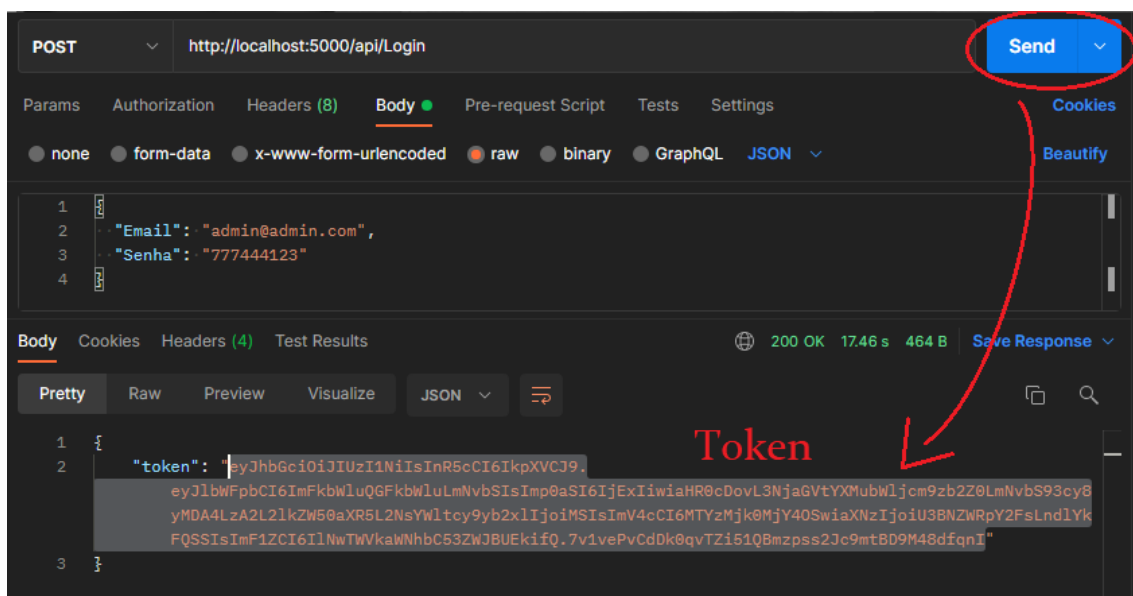 POST http://localhost:5000/api/Login Send
Params Authorization Headers (8) Body Pre-request Script Tests Settings Cookies
none form-data x-www-form-urlencoded raw binary GraphQL JSON Beautify
1 {
2 "Email": "admin@admin.com",
3 "Senha": "777444123"
4 }
Body Cookies Headers (4) Test Results 200 OK 17.46 s 464 B Save Response
Pretty Raw Preview Visualize JSON
Token
1 {
2 "token": "eyJhbGciOiJIUzI1NiIsInR5cCI6IkpXVCJ9.
eyJlbWFpbCI6ImFkbWluQGFkbWluLmNvbSIsImp0aSI6IjExIiwiaHR0cDovL3NjaGVtYXMubWljcm9zb2Z0LmNvbS93cy8
yMDA4LzA2L2lkZW50aXR5L2NsYWltcy9yb2xlIjoiMSIsImV4cCI6MTYzMjk0MjY4OSwiaXNzIjoiU3BNZWRpY2FsLndlYk
FQSSIsImF1ZCI6IlNwTWVkaWNhbC53ZWJBUEkifQ.7v1vePvCdDk0qvTZi51QBmzpss2Jc9mtBD9M48dfqnI"
3 }